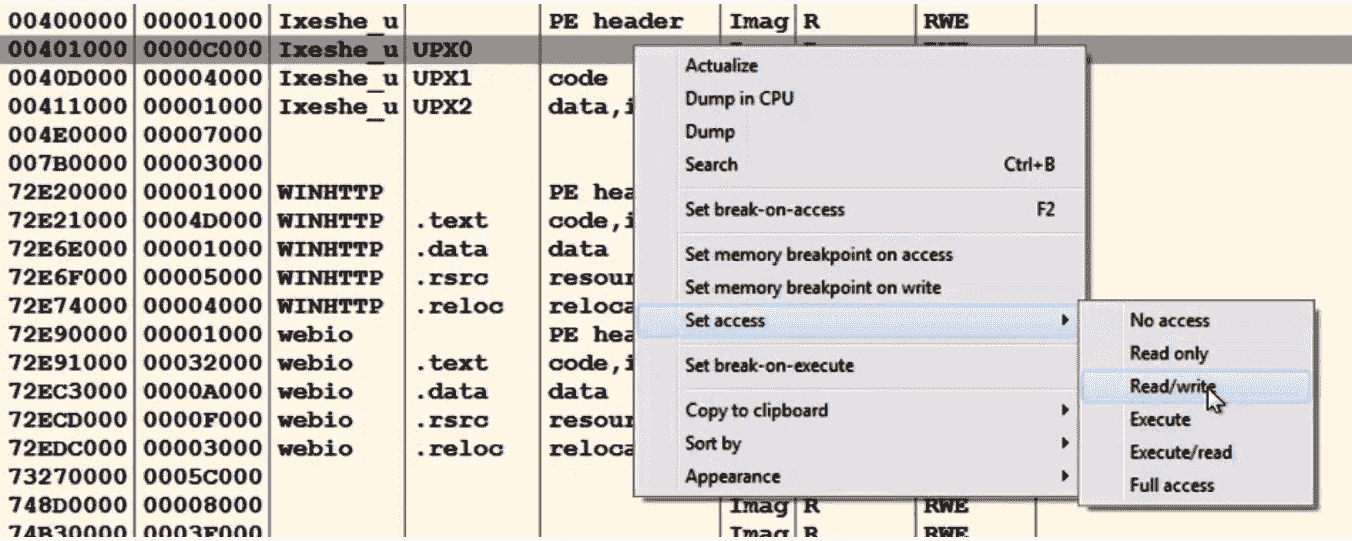 00400000 00001000 Ixeshe_u PE header Imag R RWE
00401000 0000C000 Ixeshe_u UPX0
0040D000 00004000 Ixeshe_u UPX1 code
00411000 00001000 Ixeshe_u UPX2 data,i
004E0000 00007000
007B0000 00003000
72E20000 00001000 WINHTTP PE hea
72E21000 0004D000 WINHTTP .text code,i
72E6E000 00001000 WINHTTP .data data
72E6F000 00005000 WINHTTP .rsrc resour
72E74000 00004000 WINHTTP .reloc reloca
72E90000 00001000 webio PE hea
72E91000 00032000 webio .text code,i
72EC3000 0000A000 webio .data data
72ECD000 0000F000 webio .rsrc resour
72EDC000 00003000 webio .reloc reloca
73270000 0005C000
748D0000 00008000 Imag R RWE
74B30000 0003F000 Imag R RWE
Actualize
Dump in CPU
Dump
Search Ctrl+B
Set break-on-access F2
Set memory breakpoint on access
Set memory breakpoint on write
Set access
Set break-on-execute
Copy to clipboard
Sort by
Appearance
No access
Read only
Read/write
Execute
Execute/read
Full access